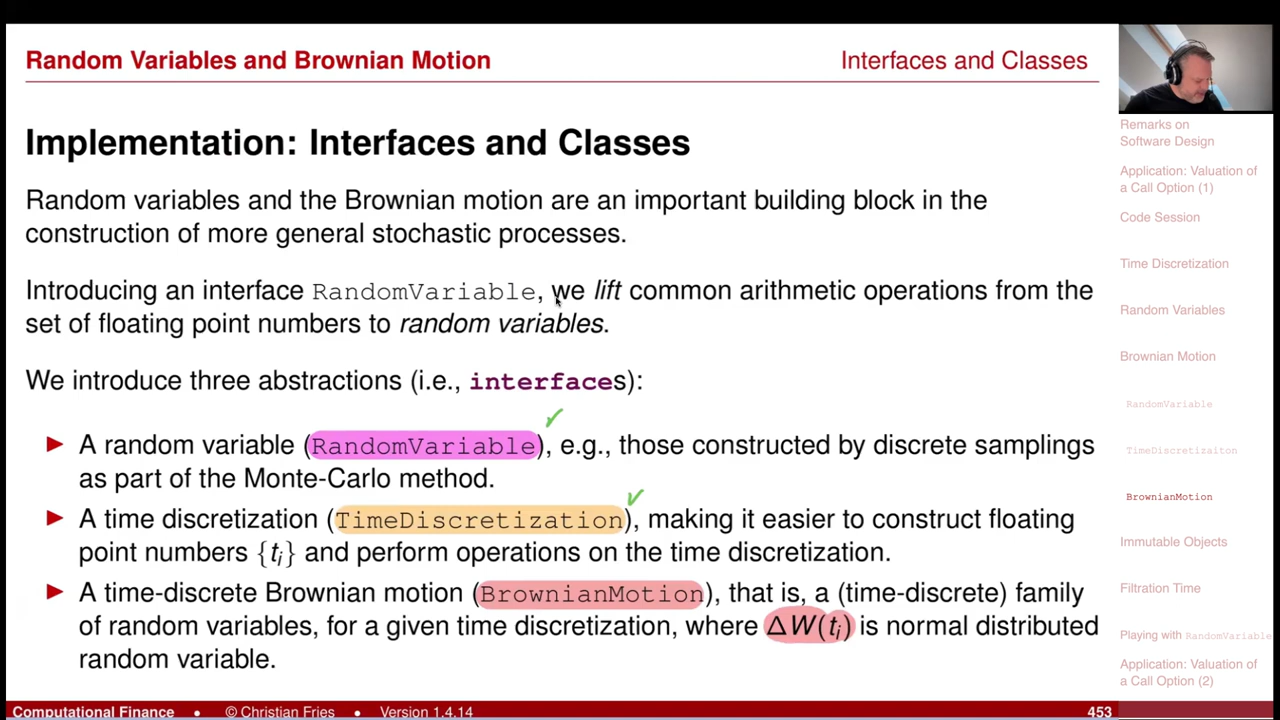 Random Variables and Brownian Motion
Interfaces and Classes
Implementation: Interfaces and Classes
Random variables and the Brownian motion are an important building block in the
construction of more general stochastic processes.
Introducing an interface RandomVariable, we lift common arithmetic operations from the
set of floating point numbers to random variables.
We introduce three abstractions (i.e., interfaces):
► A random variable (RandomVariable), e.g., those constructed by discrete samplings
as part of the Monte-Carlo method.
► A time discretization (TimeDiscretization), making it easier to construct floating
point numbers {tᵢ} and perform operations on the time discretization.
► A time-discrete Brownian motion (BrownianMotion), that is, a (time-discrete) family
of random variables, for a given time discretization, where ΔW(tᵢ) is normal distributed
random variable.
Remarks on
Software Design
Application: Valuation of
a Call Option (1)
Code Session
Time Discretization
Random Variables
Brownian Motion
RandomVariable
TimeDiscretizaiton
BrownianMotion
Immutable Objects
Filtration Time
Playing with RandomVariable
Application: Valuation of
a Call Option (2)
Computational Finance • © Christian Fries • Version 1.4.14
453